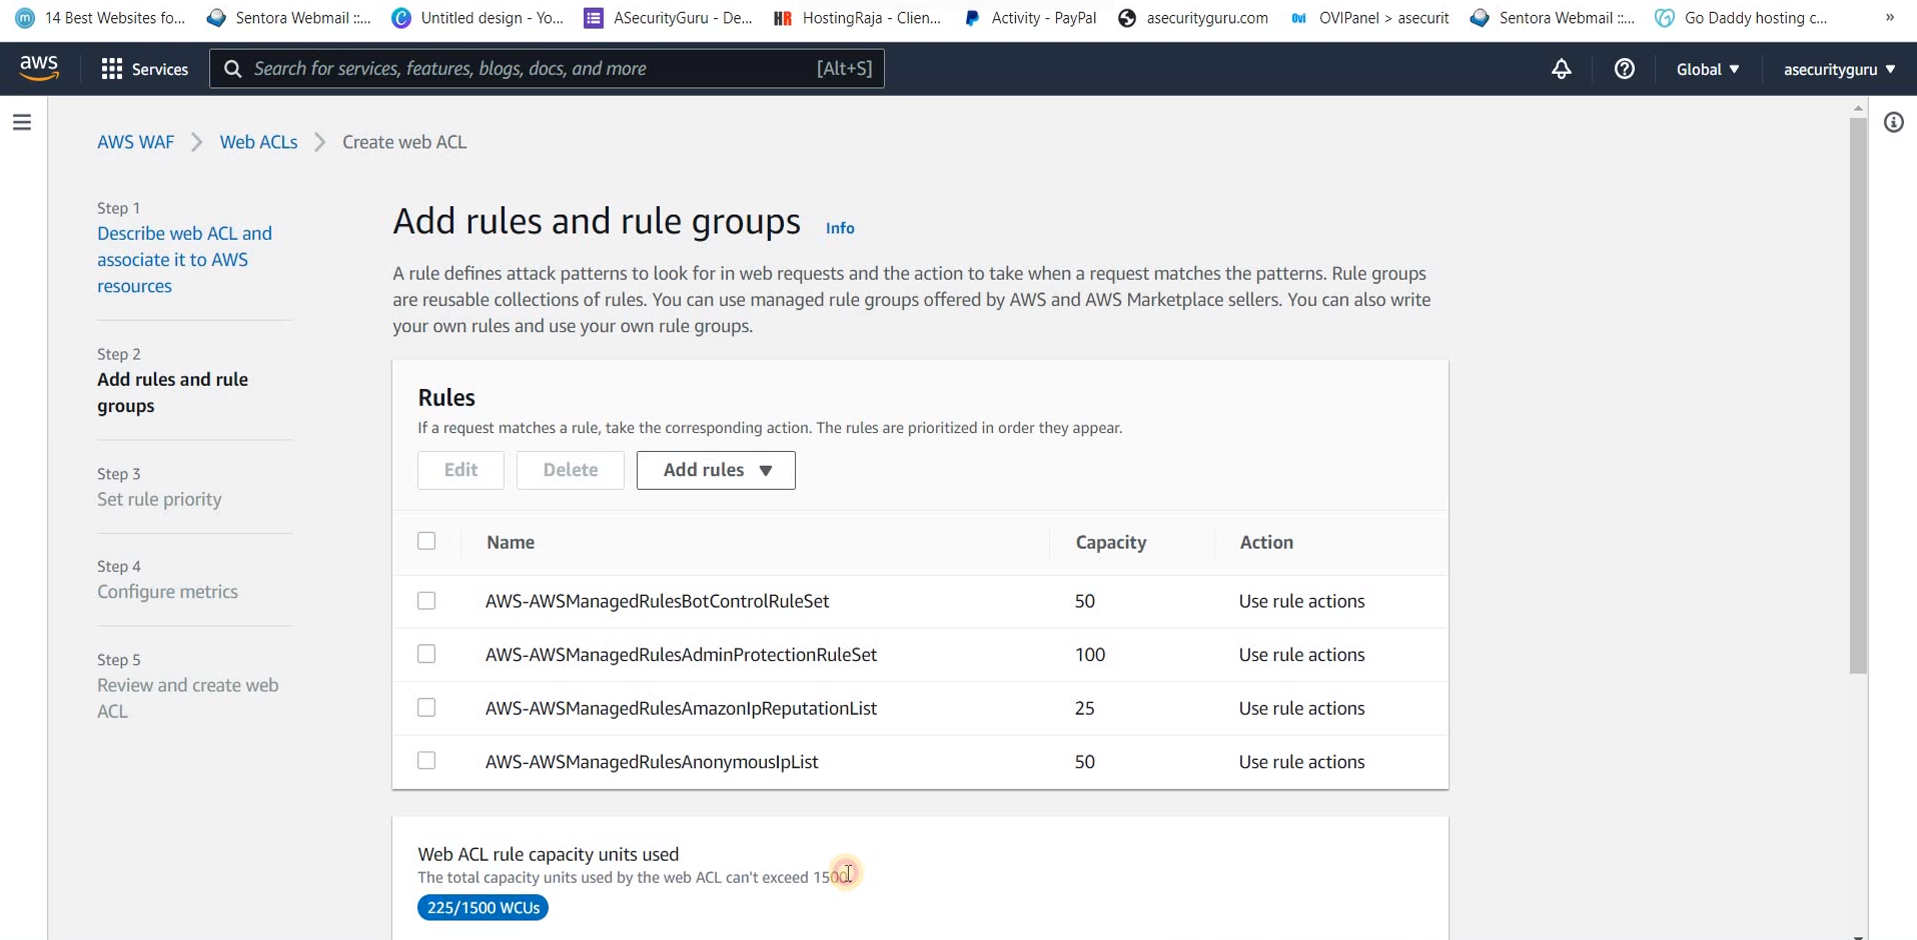 14 Best Websites fo...
Sentora Webmail ::...
Untitled design - Yo...
ASecurityGuru - De...
HR HostingRaja - Clien...
Activity - PayPal
asecurityguru.com
Ovi OVIPanel > asecurit
Sentora Webmail ::...
Go Daddy hosting c...
»
aws
Services
Search for services, features, blogs, docs, and more [Alt+S]
Global ▼
asecurityguru ▼
AWS WAF > Web ACLs > Create web ACL
Step 1
Describe web ACL and
associate it to AWS
resources
Step 2
Add rules and rule
groups
Step 3
Set rule priority
Step 4
Configure metrics
Step 5
Review and create web
ACL
Add rules and rule groups Info
A rule defines attack patterns to look for in web requests and the action to take when a request matches the patterns. Rule groups
are reusable collections of rules. You can use managed rule groups offered by AWS and AWS Marketplace sellers. You can also write
your own rules and use your own rule groups.
Rules
If a request matches a rule, take the corresponding action. The rules are prioritized in order they appear.
Edit Delete Add rules ▼
Name Capacity Action
AWS-AWSManagedRulesBotControlRuleSet 50 Use rule actions
AWS-AWSManagedRulesAdminProtectionRuleSet 100 Use rule actions
AWS-AWSManagedRulesAmazonIpReputationList 25 Use rule actions
AWS-AWSManagedRulesAnonymousIpList 50 Use rule actions
Web ACL rule capacity units used
The total capacity units used by the web ACL can't exceed 1500.
225/1500 WCUs